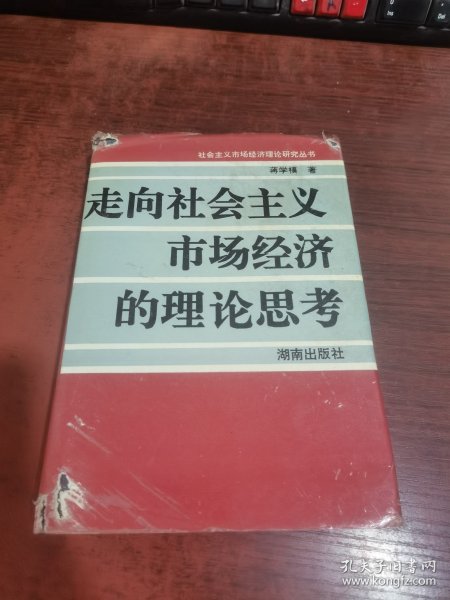 社会主义市场经济理论研究丛书
蒋学模 著
走向社会主义
市场经济
的理论思考
湖南出版社
孔夫子旧书网
www.kongfz.com